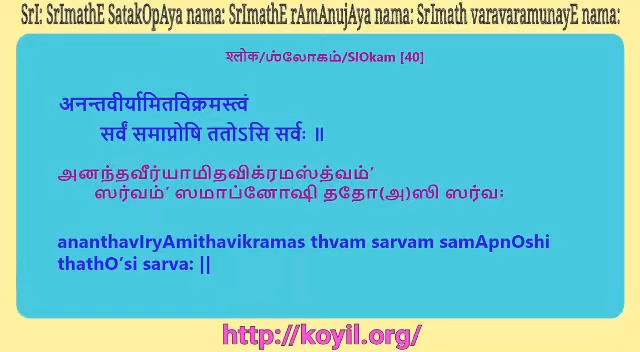 SrI: SrImathE SatakOpAya nama: SrImathE rAmAnujAya nama: SrImath varavaramunayE nama:
श्लोक/ஶ்லோகம்/SlOkam [40]
अनन्तवीर्यामितविक्रमस्त्वं
सर्वं समाप्नोषि ततोऽसि सर्वः ॥
அனந்தவீர்யாமிதவிக்ரமஸ்த்வம்’
ஸர்வம்’ ஸமாப்னோஷி ததோ(அ)ஸி ஸர்வ:
ananthavIryAmithavikramas thvam sarvam samApnOshi
thathO’si sarva: ||
http://koyil.org/